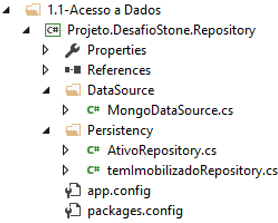 1.1-Acesso a Dados
C# Projeto.DesafioStone.Repository
Properties
References
DataSource
C# MongoDataSource.cs
Persistency
C# AtivoRepository.cs
C# temImobilizadoRepository.cs
app.config
packages.config